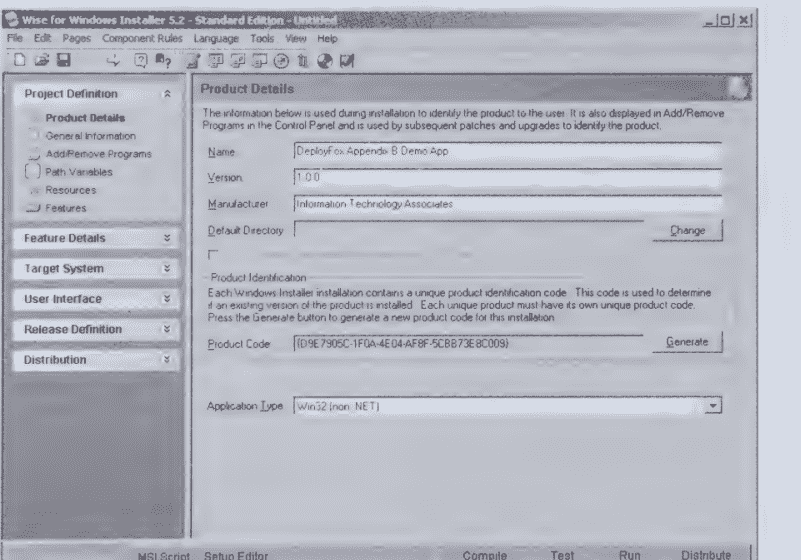 Wise for Windows Installer 5.2 - Standard Edition - Untitled
File Edit Pages Component Rules Language Tools View Help
Project Definition
Product Details
General Information
Add/Remove Programs
Path Variables
Resources
Features
Feature Details
Target System
User Interface
Release Definition
Distribution
Product Details
The information below is used during installation to identify the product to the user. It is also displayed in Add/Remove
Programs in the Control Panel and is used by subsequent patches and upgrades to identify the product.
Name DeployFox Appendix B Demo App
Version 1.0.0
Manufacturer Information Technology Associates
Default Directory Change
Product Identification
Each Windows Installer installation contains a unique product identification code. This code is used to determine
if an existing version of the product is installed. Each unique product must have its own unique product code.
Press the Generate button to generate a new product code for this installation.
Product Code {D9E7905C-1F0A-4E04-AF8F-5CBB73E8C009} Generate
Application Type Win32 (non .NET)
MSI Script Setup Editor Compile Test Run Distribute